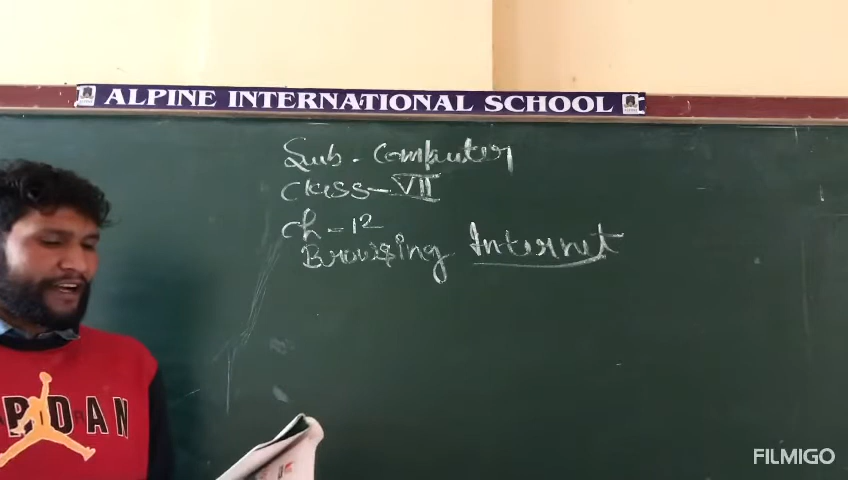 ALPINE INTERNATIONAL SCHOOL
Sub - Computer
Class - VII
Ch - 12
Browsing Internet
FILMIGO